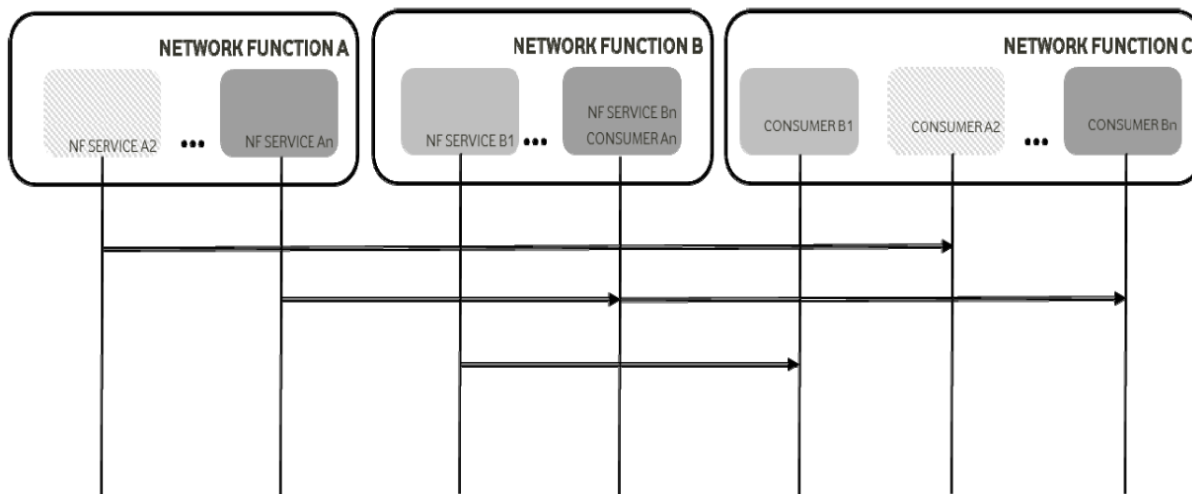 NETWORK FUNCTION A
NF SERVICE A2
...
NF SERVICE An
NETWORK FUNCTION B
NF SERVICE B1
...
NF SERVICE Bn
CONSUMER An
NETWORK FUNCTION C
CONSUMER B1
CONSUMER A2
...
CONSUMER Bn